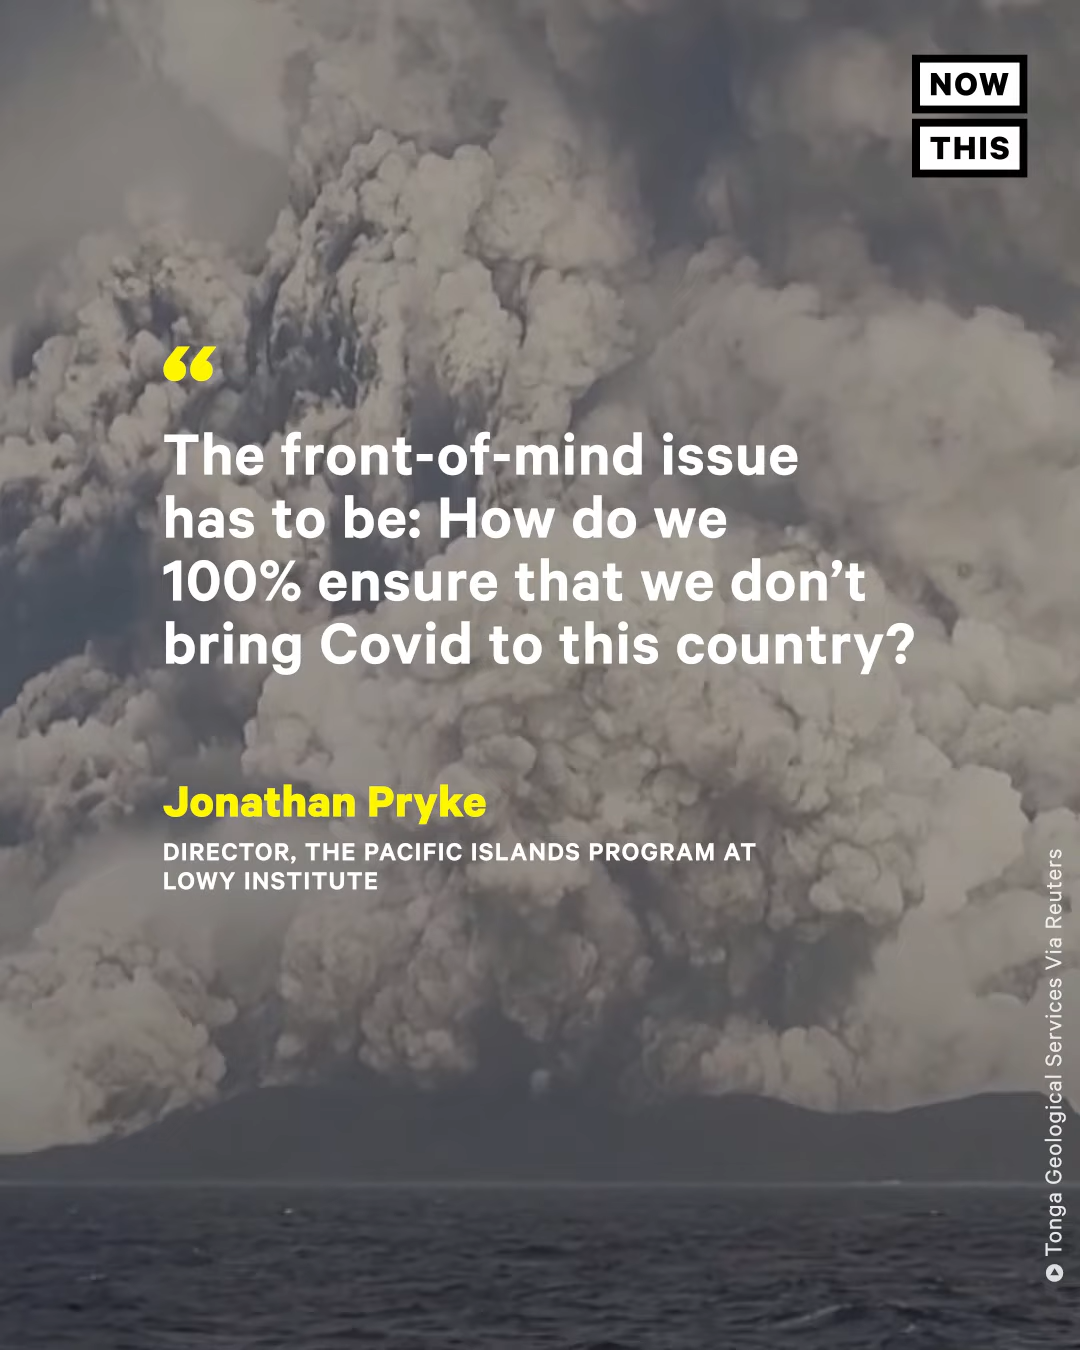 NOW
THIS
“
The front-of-mind issue
has to be: How do we
100% ensure that we don’t
bring Covid to this country?
Jonathan Pryke
DIRECTOR, THE PACIFIC ISLANDS PROGRAM AT
LOWY INSTITUTE
Tonga Geological Services Via Reuters